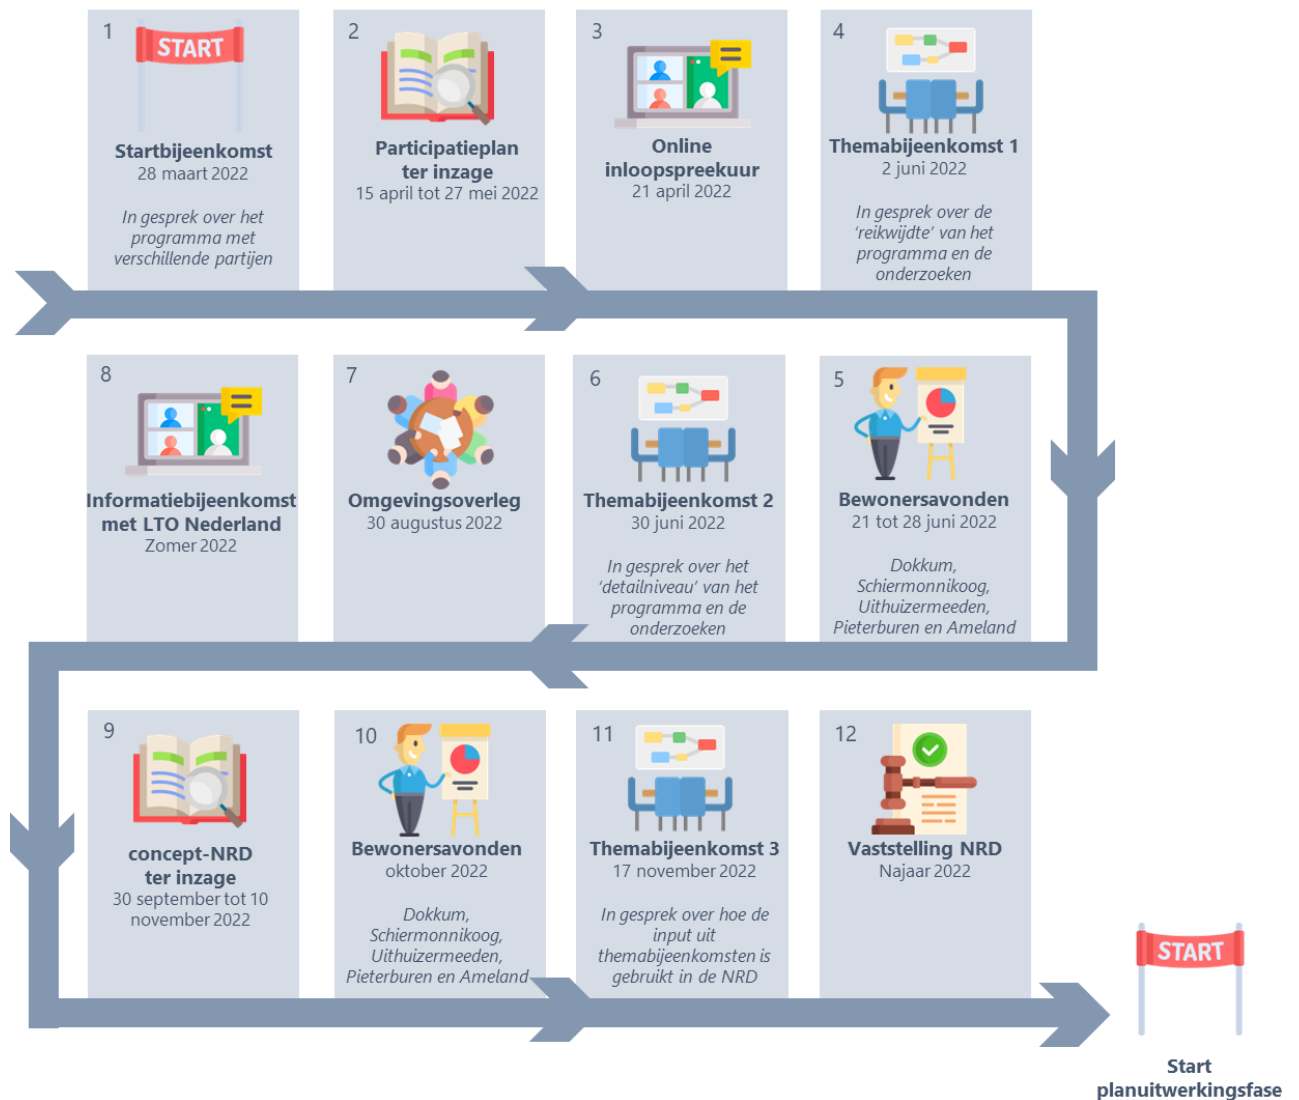 1
START
Startbijeenkomst
28 maart 2022
In gesprek over het
programma met
verschillende partijen
2
Participatieplan
ter inzage
15 april tot 27 mei 2022
3
Online
inloopspreekuur
21 april 2022
4
Themabijeenkomst 1
2 juni 2022
In gesprek over de
‘reikwijdte’ van het
programma en de
onderzoeken
5
Bewonersavonden
21 tot 28 juni 2022
Dokkum,
Schiermonnikoog,
Uithuizermeeden,
Pieterburen en Ameland
6
Themabijeenkomst 2
30 juni 2022
In gesprek over het
‘detailniveau’ van het
programma en de
onderzoeken
7
Omgevingsoverleg
30 augustus 2022
8
Informatiebijeenkomst
met LTO Nederland
Zomer 2022
9
concept-NRD
ter inzage
30 september tot 10
november 2022
10
Bewonersavonden
oktober 2022
Dokkum,
Schiermonnikoog,
Uithuizermeeden,
Pieterburen en Ameland
11
Themabijeenkomst 3
17 november 2022
In gesprek over hoe de
input uit
themabijeenkomsten is
gebruikt in de NRD
12
Vaststelling NRD
Najaar 2022
START
Start
planuitwerkingsfase